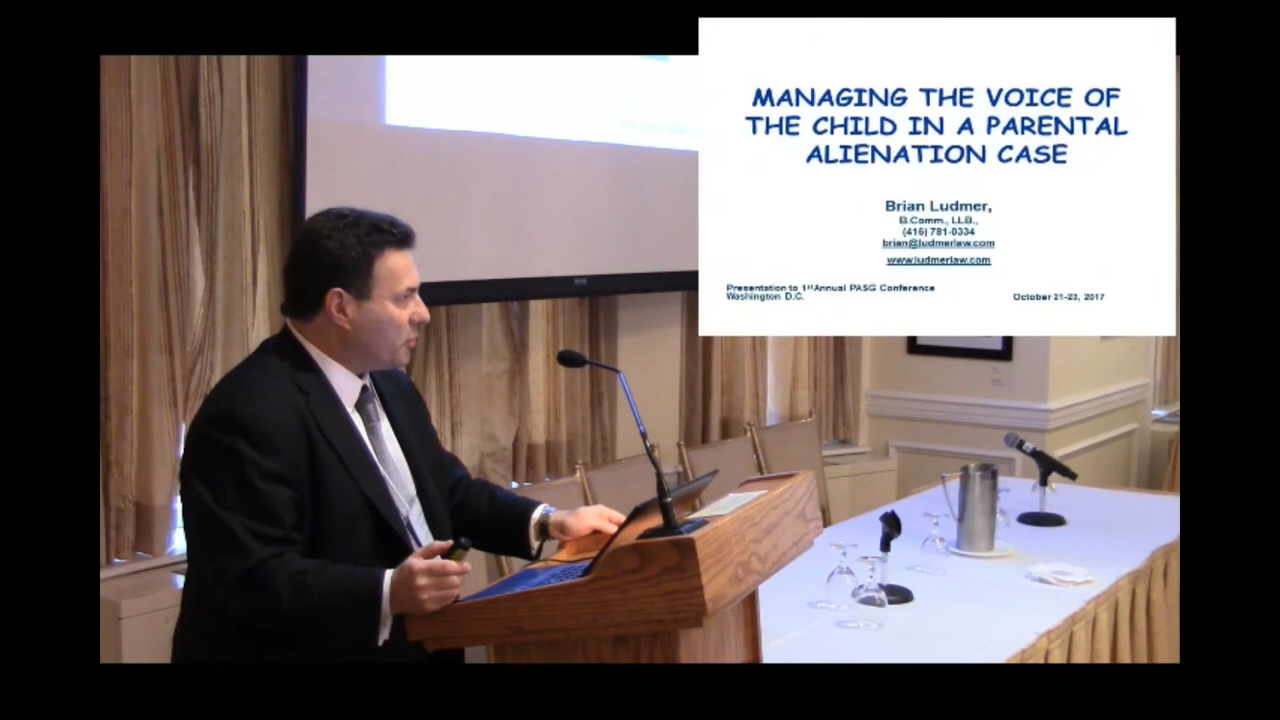 MANAGING THE VOICE OF
THE CHILD IN A PARENTAL
ALIENATION CASE
Brian Ludmer,
B.Comm., LLB.,
(416) 781-0334
brian@ludmerlaw.com
www.ludmerlaw.com
Presentation to 1st Annual PASG Conference
Washington D.C.
October 21-23, 2017